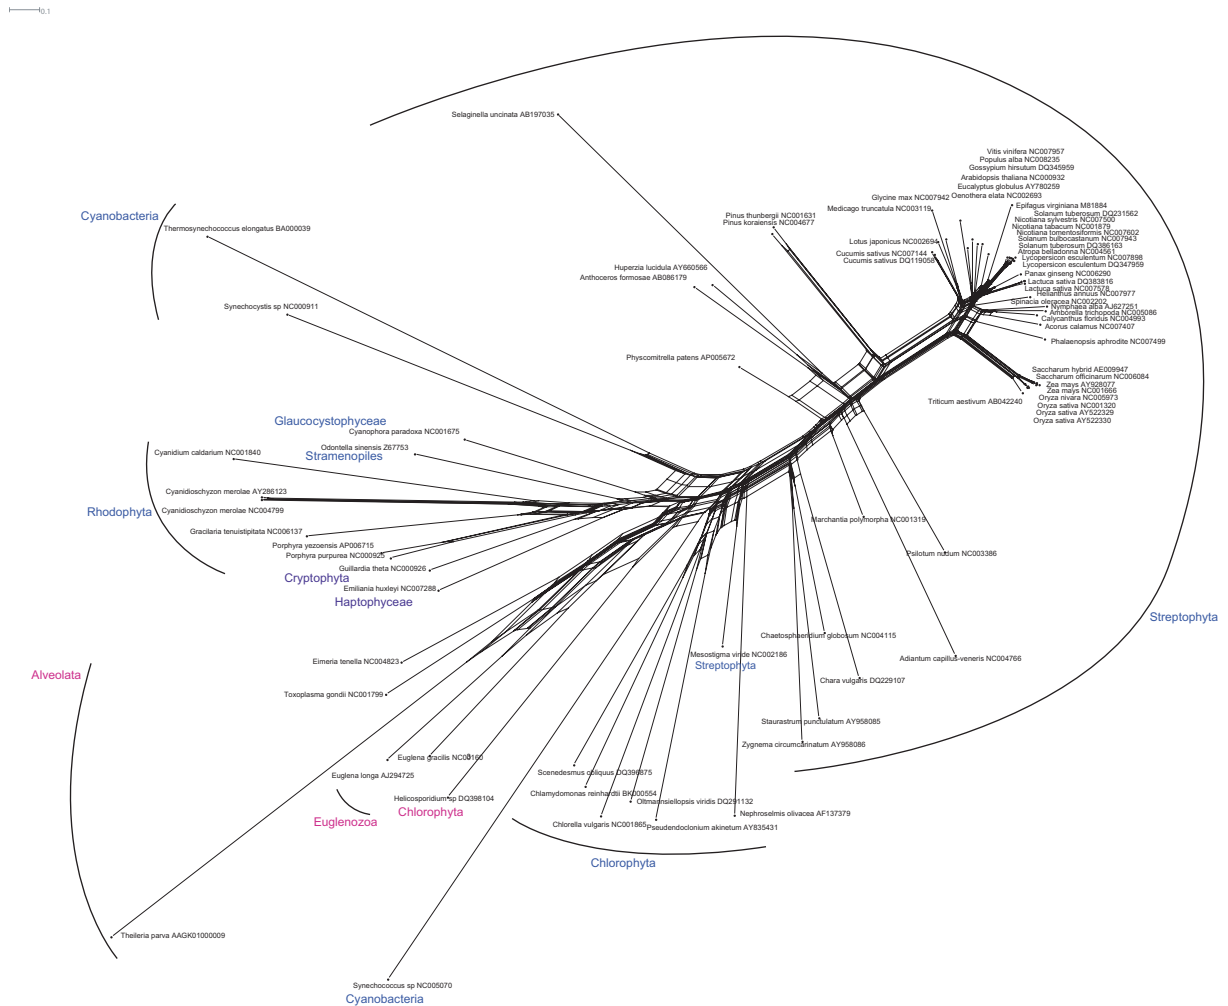 0.1
Selaginella uncinata AB197035
Vitis vinifera NC007957
Populus alba NC008235
Gossypium hirsutum DQ345959
Arabidopsis thaliana NC000932
Eucalyptus globulus AY780259
Oenothera elata NC002693
Glycine max NC007942
Medicago truncatula NC003119
Epifagus virginiana M81884
Solanum tuberosum DQ231562
Nicotiana sylvestris NC007500
Nicotiana tabacum NC001879
Nicotiana tomentosiformis NC007602
Solanum bulbocastanum NC007943
Solanum tuberosum DQ386163
Atropa belladonna NC004561
Lycopersicon esculentum NC007898
Lycopersicon esculentum DQ347959
Panax ginseng NC006290
Lactuca sativa DQ383816
Lactuca sativa NC007578
Helianthus annuus NC007977
Spinacia oleracea NC002202
Nymphaea alba AJ627251
Amborella trichopoda NC005086
Calycanthus floridus NC004993
Acorus calamus NC007407
Phalaenopsis aphrodite NC007499
Pinus thunbergii NC001631
Pinus koraiensis NC004677
Lotus japonicus NC002694
Cucumis sativus NC007144
Cucumis sativus DQ119058
Cyanobacteria
Thermosynechococcus elongatus BA000039
Huperzia lucidula AY660566
Anthoceros formosae AB086179
Synechocystis sp NC000911
Physcomitrella patens AP005672
Saccharum hybrid AE009947
Saccharum officinarum NC006084
Zea mays AY928077
Zea mays NC001666
Oryza nivara NC005973
Triticum aestivum AB042240
Oryza sativa NC001320
Oryza sativa AY522329
Oryza sativa AY522330
Glaucocystophyceae
Cyanophora paradoxa NC001675
Odontella sinensis Z67753
Stramenopiles
Cyanidium caldarium NC001840
Cyanidioschyzon merolae AY286123
Rhodophyta
Cyanidioschyzon merolae NC004799
Gracilaria tenuistipitata NC006137
Porphyra yezoensis AP006715
Porphyra purpurea NC000925
Guillardia theta NC000926
Cryptophyta
Emiliania huxleyi NC007288
Haptophyceae
Marchantia polymorpha NC001319
Psilotum nudum NC003386
Streptophyta
Chaetosphaeridium globosum NC004115
Mesostigma viride NC002186
Streptophyta
Adiantum capillus-veneris NC004766
Eimeria tenella NC004823
Alveolata
Chara vulgaris DQ229107
Toxoplasma gondii NC001799
Staurastrum punctulatum AY958085
Zygnema circumcarinatum AY958086
Euglena gracilis
Euglena longa AJ294725
Scenedesmus obliquus DQ396875
Chlamydomonas reinhardtii BK000554
Helicosporidium sp DQ398104
Oltmannsiellopsis viridis DQ291132
Chlorophyta
Euglenozoa
Nephroselmis olivacea AF137379
Chlorella vulgaris NC001865
Pseudendoclonium akinetum AY835431
Chlorophyta
Theileria parva AAGK01000009
Synechococcus sp NC005070
Cyanobacteria